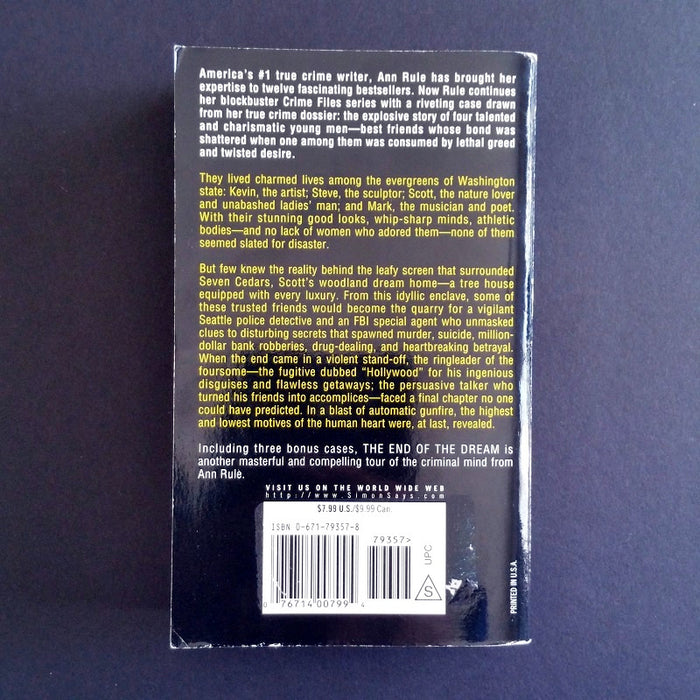 America's #1 true crime writer, Ann Rule has brought her
expertise to twelve fascinating bestsellers. Now Rule continues
her blockbuster Crime Files series with a riveting case drawn
from her true crime dossier: the explosive story of four talented
and charismatic young men—best friends whose bond was
shattered when one among them was consumed by lethal greed
and twisted desire.
They lived charmed lives among the evergreens of Washington
state: Kevin, the artist; Steve, the sculptor; Scott, the nature lover
and unabashed ladies' man; and Mark, the musician and poet.
With their stunning good looks, whip-sharp minds, athletic
bodies—and no lack of women who adored them—none of them
seemed slated for disaster.
But few knew the reality behind the leafy screen that surrounded
Seven Cedars, Scott's woodland dream home—a tree house
equipped with every luxury. From this idyllic enclave, some of
these trusted friends would become the quarry for a vigilant
Seattle police detective and an FBI special agent who unmasked
clues to disturbing secrets that spawned murder, suicide, million-
dollar bank robberies, drug-dealing, and heartbreaking betrayal.
When the end came in a violent stand-off, the ringleader of the
foursome—the fugitive dubbed "Hollywood" for his ingenious
disguises and flawless getaways; the persuasive talker who
turned his friends into accomplices—faced a final chapter no one
could have predicted. In a blast of automatic gunfire, the highest
and lowest motives of the human heart were, at last, revealed.
Including three bonus cases, THE END OF THE DREAM is
another masterful and compelling tour of the criminal mind from
Ann Rule.
VISIT US ON THE WORLD WIDE WEB
http://www.SimonSays.com
$7.99 U.S./$9.99 Can.
ISBN 0-671-79357-8
79357>
UPC
S
0 76714 00799 4
PRINTED IN U.S.A.